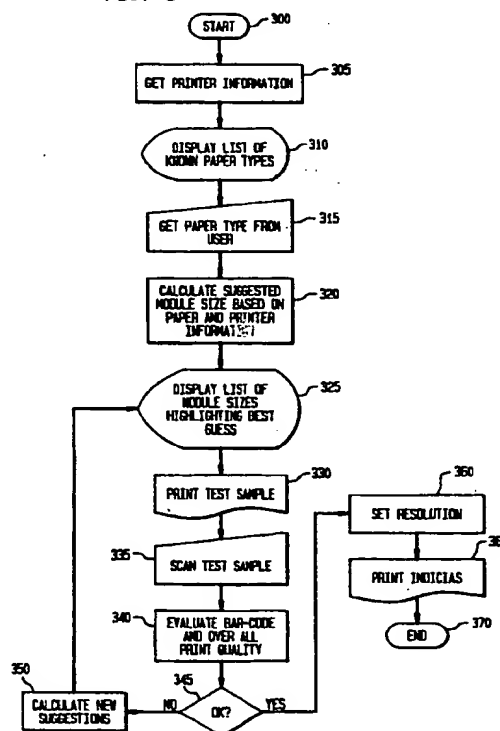 START
300
GET PRINTER INFORMATION
305
DISPLAY LIST OF
KNOWN PAPER TYPES
310
GET PAPER TYPE FROM
USER
315
CALCULATE SUGGESTED
MODULE SIZE BASED ON
PAPER AND PRINTER
INFORMATION
320
DISPLAY LIST OF
MODULE SIZES
HIGHLIGHTING BEST
GUESS
325
PRINT TEST SAMPLE
330
SCAN TEST SAMPLE
335
EVALUATE BAR-CODE
AND OVER ALL
PRINT QUALITY
340
OK?
345
NO
YES
CALCULATE NEW
SUGGESTIONS
350
SET RESOLUTION
360
PRINT INDICIAS
END
370